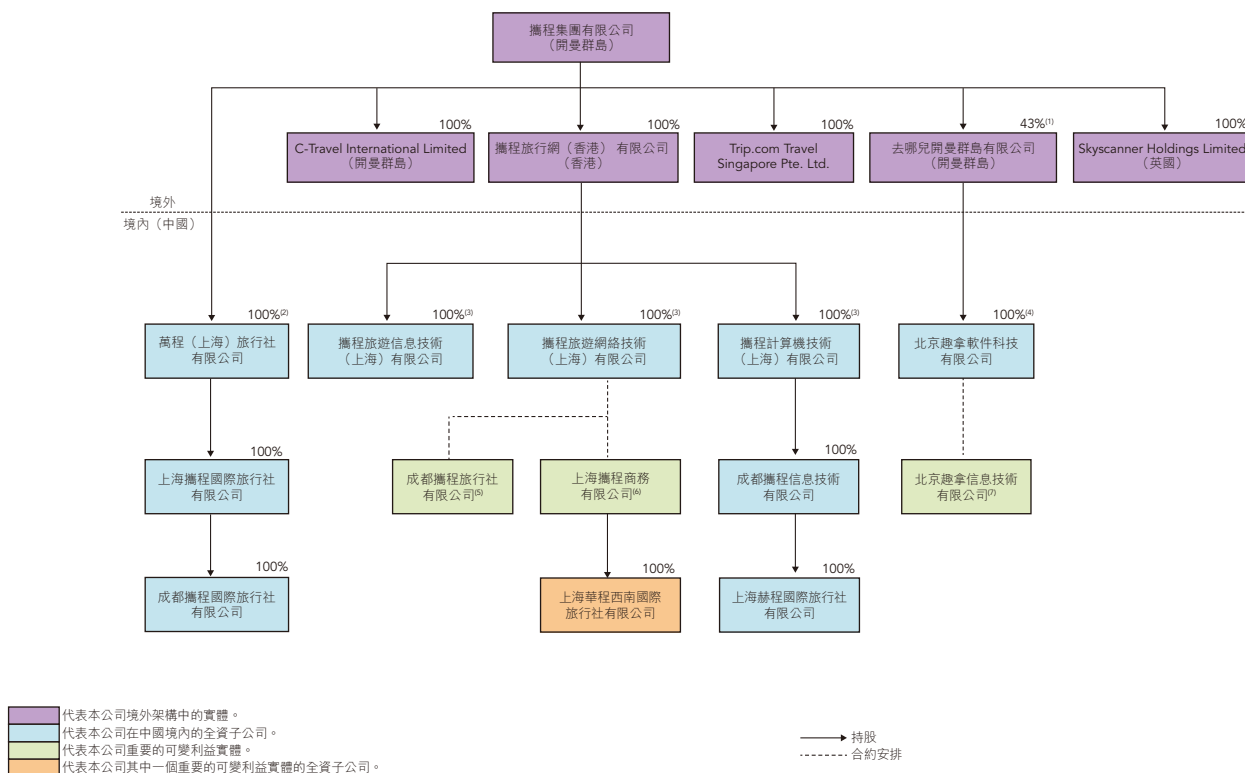 攜程集團有限公司
（開曼群島）
100%
100%
100%
43%(1)
100%
C-Travel International Limited
（開曼群島）
攜程旅行網（香港） 有限公司
（香港）
Trip.com Travel
Singapore Pte. Ltd.
去哪兒開曼群島有限公司
（開曼群島）
Skyscanner Holdings Limited
（英國）
境外
境內（中國）
100%(2)
100%(3)
100%(3)
100%(3)
100%(4)
萬程（上海）旅行社
有限公司
攜程旅遊信息技術
（上海）有限公司
攜程旅遊網絡技術
（上海）有限公司
攜程計算機技術
（上海）有限公司
北京趣拿軟件科技
有限公司
100%
100%
上海攜程國際旅行社
有限公司
成都攜程旅行社
有限公司(5)
上海攜程商務
有限公司(6)
成都攜程信息技術
有限公司
北京趣拿信息技術
有限公司(7)
100%
100%
100%
成都攜程國際旅行社
有限公司
上海華程西南國際
旅行社有限公司
上海赫程國際旅行社
有限公司
代表本公司境外架構中的實體。
代表本公司在中國境內的全資子公司。
代表本公司重要的可變利益實體。
代表本公司其中一個重要的可變利益實體的全資子公司。
持股
合約安排